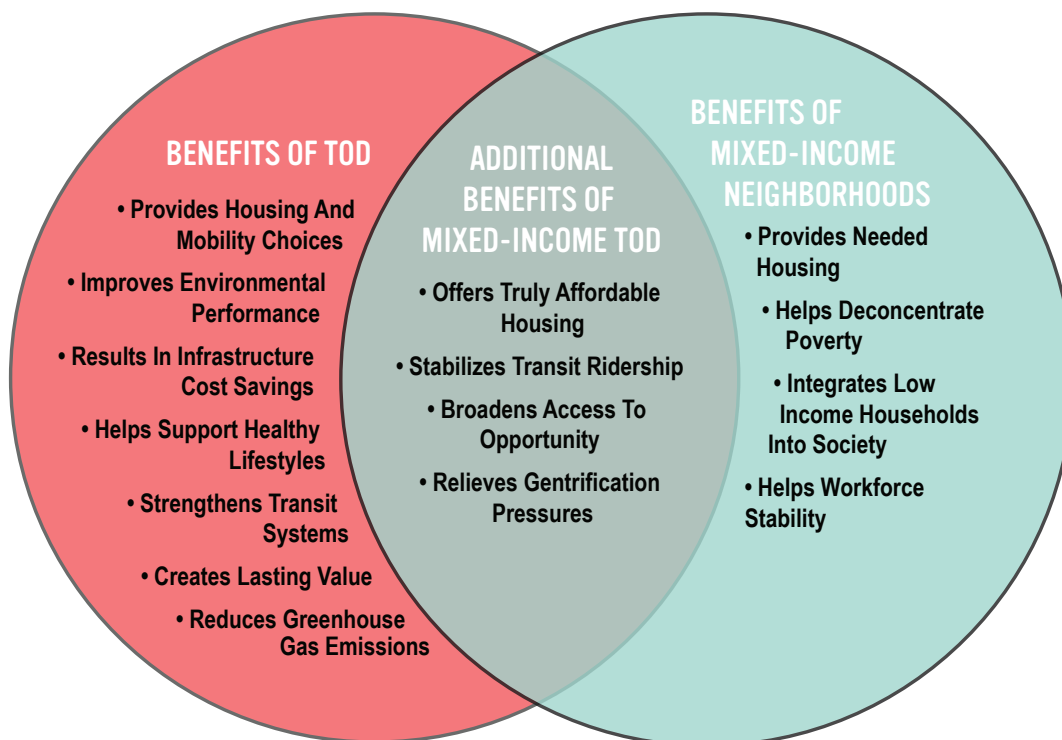 BENEFITS OF TOD
• Provides Housing And
Mobility Choices
• Improves Environmental
Performance
• Results In Infrastructure
Cost Savings
• Helps Support Healthy
Lifestyles
• Strengthens Transit
Systems
• Creates Lasting Value
• Reduces Greenhouse
Gas Emissions
ADDITIONAL
BENEFITS OF
MIXED-INCOME TOD
• Offers Truly Affordable
Housing
• Stabilizes Transit Ridership
• Broadens Access To
Opportunity
• Relieves Gentrification
Pressures
BENEFITS OF
MIXED-INCOME
NEIGHBORHOODS
• Provides Needed
Housing
• Helps Deconcentrate
Poverty
• Integrates Low
Income Households
Into Society
• Helps Workforce
Stability